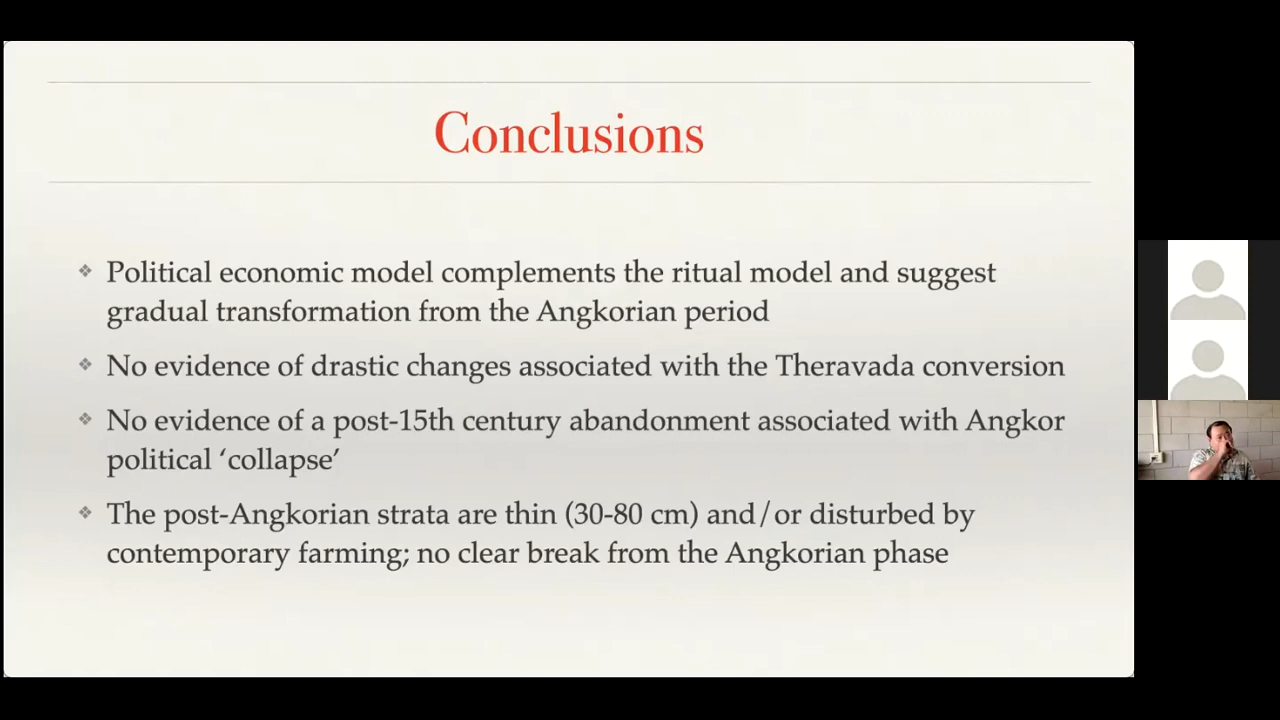 Conclusions
Political economic model complements the ritual model and suggest
gradual transformation from the Angkorian period
No evidence of drastic changes associated with the Theravada conversion
No evidence of a post-15th century abandonment associated with Angkor
political ‘collapse’
The post-Angkorian strata are thin (30-80 cm) and/or disturbed by
contemporary farming; no clear break from the Angkorian phase